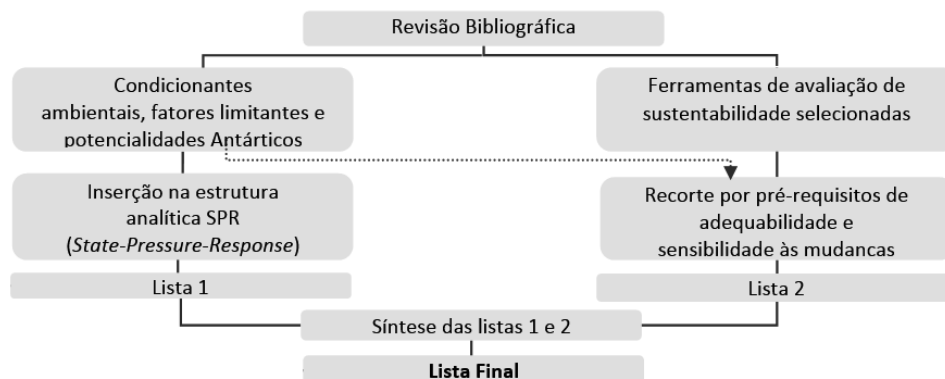 Revisão Bibliográfica
Condicionantes
ambientais, fatores limitantes e
potencialidades Antárticos
Ferramentas de avaliação de
sustentabilidade selecionadas
Inserção na estrutura
analítica SPR
(State-Pressure-Response)
Recorte por pré-requisitos de
adequabilidade e
sensibilidade às mudancas
Lista 1
Lista 2
Síntese das listas 1 e 2
Lista Final